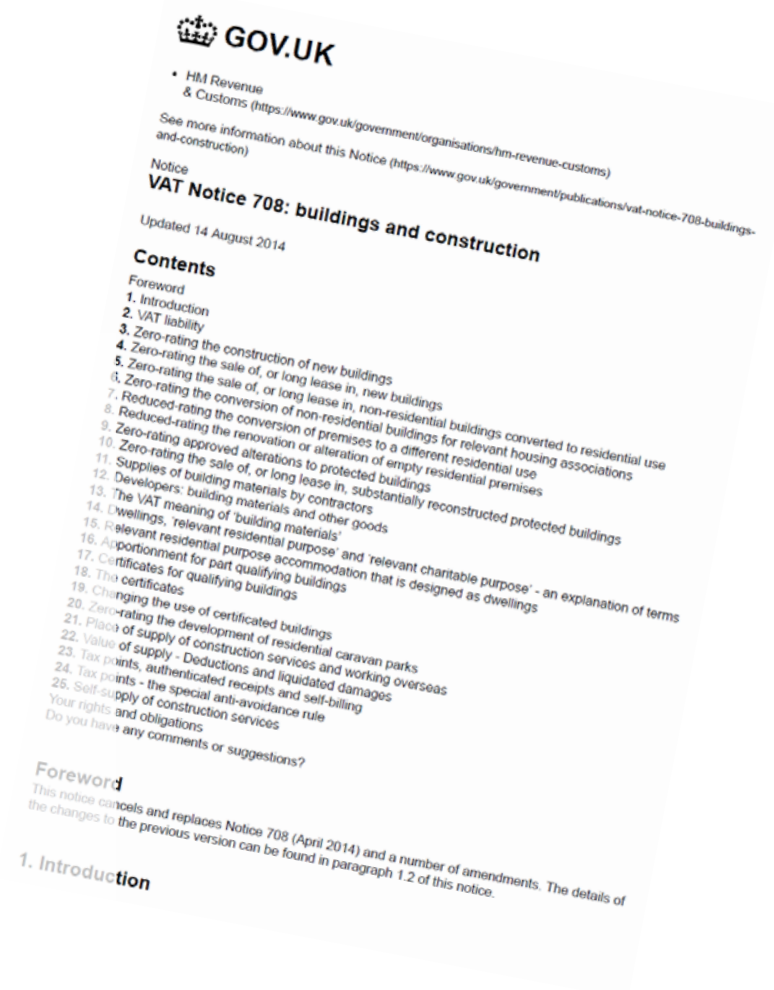 GOV.UK
• HM Revenue
& Customs (https://www.gov.uk/government/organisations/hm-revenue-customs)
See more information about this Notice (https://www.gov.uk/government/publications/vat-notice-708-buildings-
and-construction)
Notice
VAT Notice 708: buildings and construction
Updated 14 August 2014
Contents
Foreword
1. Introduction
2. VAT liability
3. Zero-rating the construction of new buildings
4. Zero-rating the sale of, or long lease in, new buildings
5. Zero-rating the sale of, or long lease in, non-residential buildings converted to residential use
6. Zero-rating the conversion of non-residential buildings for relevant housing associations
7. Reduced-rating the conversion of premises to a different residential use
8. Reduced-rating the renovation or alteration of empty residential premises
9. Zero-rating approved alterations to protected buildings
10. Zero-rating the sale of, or long lease in, substantially reconstructed protected buildings
11. Supplies of building materials by contractors
12. Developers: building materials and other goods
13. The VAT meaning of 'building materials'
14. Dwellings, 'relevant residential purpose' and 'relevant charitable purpose' - an explanation of terms
15. Relevant residential purpose accommodation that is designed as dwellings
16. Apportionment for part qualifying buildings
17. Certificates for qualifying buildings
18. The certificates
19. Changing the use of certificated buildings
20. Zero-rating the development of residential caravan parks
21. Place of supply of construction services and working overseas
22. Value of supply - Deductions and liquidated damages
23. Tax points, authenticated receipts and self-billing
24. Tax points - the special anti-avoidance rule
25. Self-supply of construction services
Your rights and obligations
Do you have any comments or suggestions?
Foreword
This notice cancels and replaces Notice 708 (April 2014) and a number of amendments. The details of
the changes to the previous version can be found in paragraph 1.2 of this notice.
1. Introduction